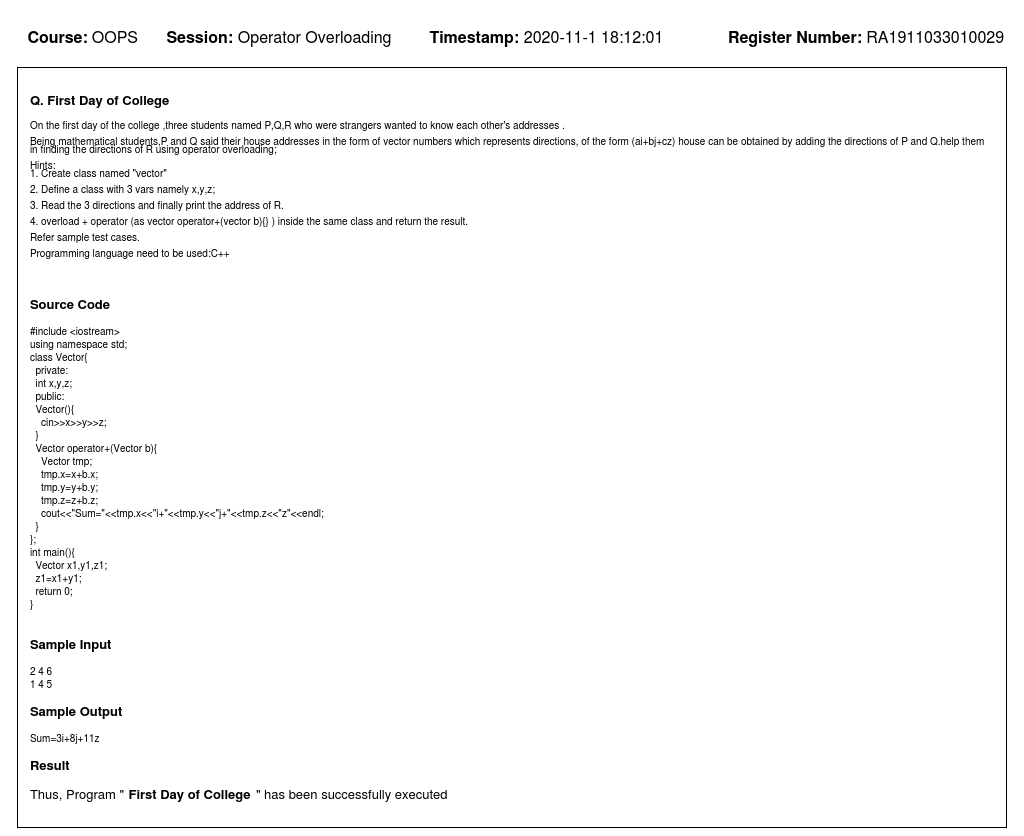 Course: OOPS Session: Operator Overloading Timestamp: 2020-11-1 18:12:01 Register Number: RA1911033010029
Q. First Day of College
On the first day of the college ,three students named P,Q,R who were strangers wanted to know each other's addresses .
Being mathematical students,P and Q said their house addresses in the form of vector numbers which represents directions, of the form (ai+bj+cz) house can be obtained by adding the directions of P and Q.help them
in finding the directions of R using operator overloading;
Hints:
1. Create class named "vector"
2. Define a class with 3 vars namely x,y,z;
3. Read the 3 directions and finally print the address of R.
4. overload + operator (as vector operator+(vector b){} ) inside the same class and return the result.
Refer sample test cases.
Programming language need to be used:C++
Source Code
#include <iostream>
using namespace std;
class Vector{
  private:
  int x,y,z;
  public:
  Vector(){
    cin>>x>>y>>z;
  }
  Vector operator+(Vector b){
    Vector tmp;
    tmp.x=x+b.x;
    tmp.y=y+b.y;
    tmp.z=z+b.z;
    cout<<"Sum="<<tmp.x<<"i+"<<tmp.y<<"j+"<<tmp.z<<"z"<<endl;
  }
};
int main(){
  Vector x1,y1,z1;
  z1=x1+y1;
  return 0;
}
Sample Input
2 4 6
1 4 5
Sample Output
Sum=3i+8j+11z
Result
Thus, Program " First Day of College " has been successfully executed